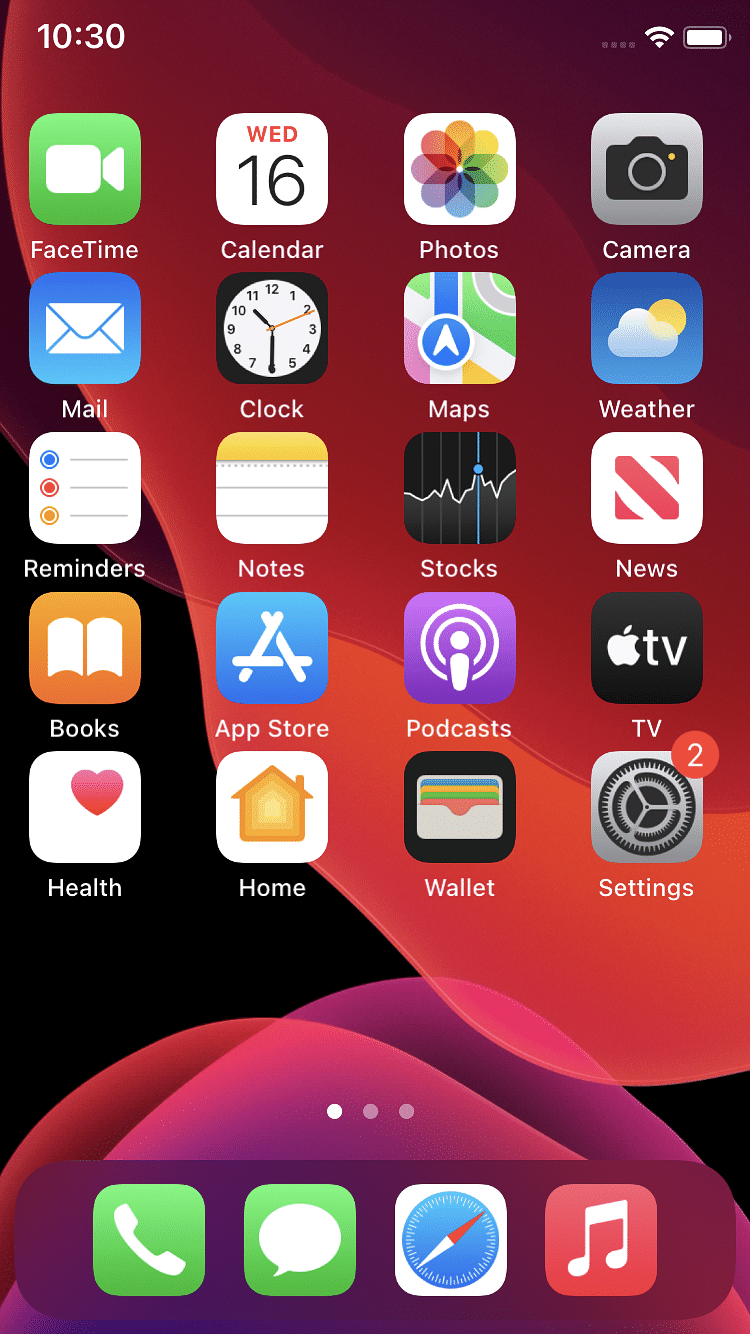 10:30
WED
16
FaceTime Calendar Photos Camera
12
11 1
10 2
9 3
8 4
7 5
6
Mail Clock Maps Weather
Reminders Notes Stocks News
tv
Books App Store Podcasts TV
2
Health Home Wallet Settings